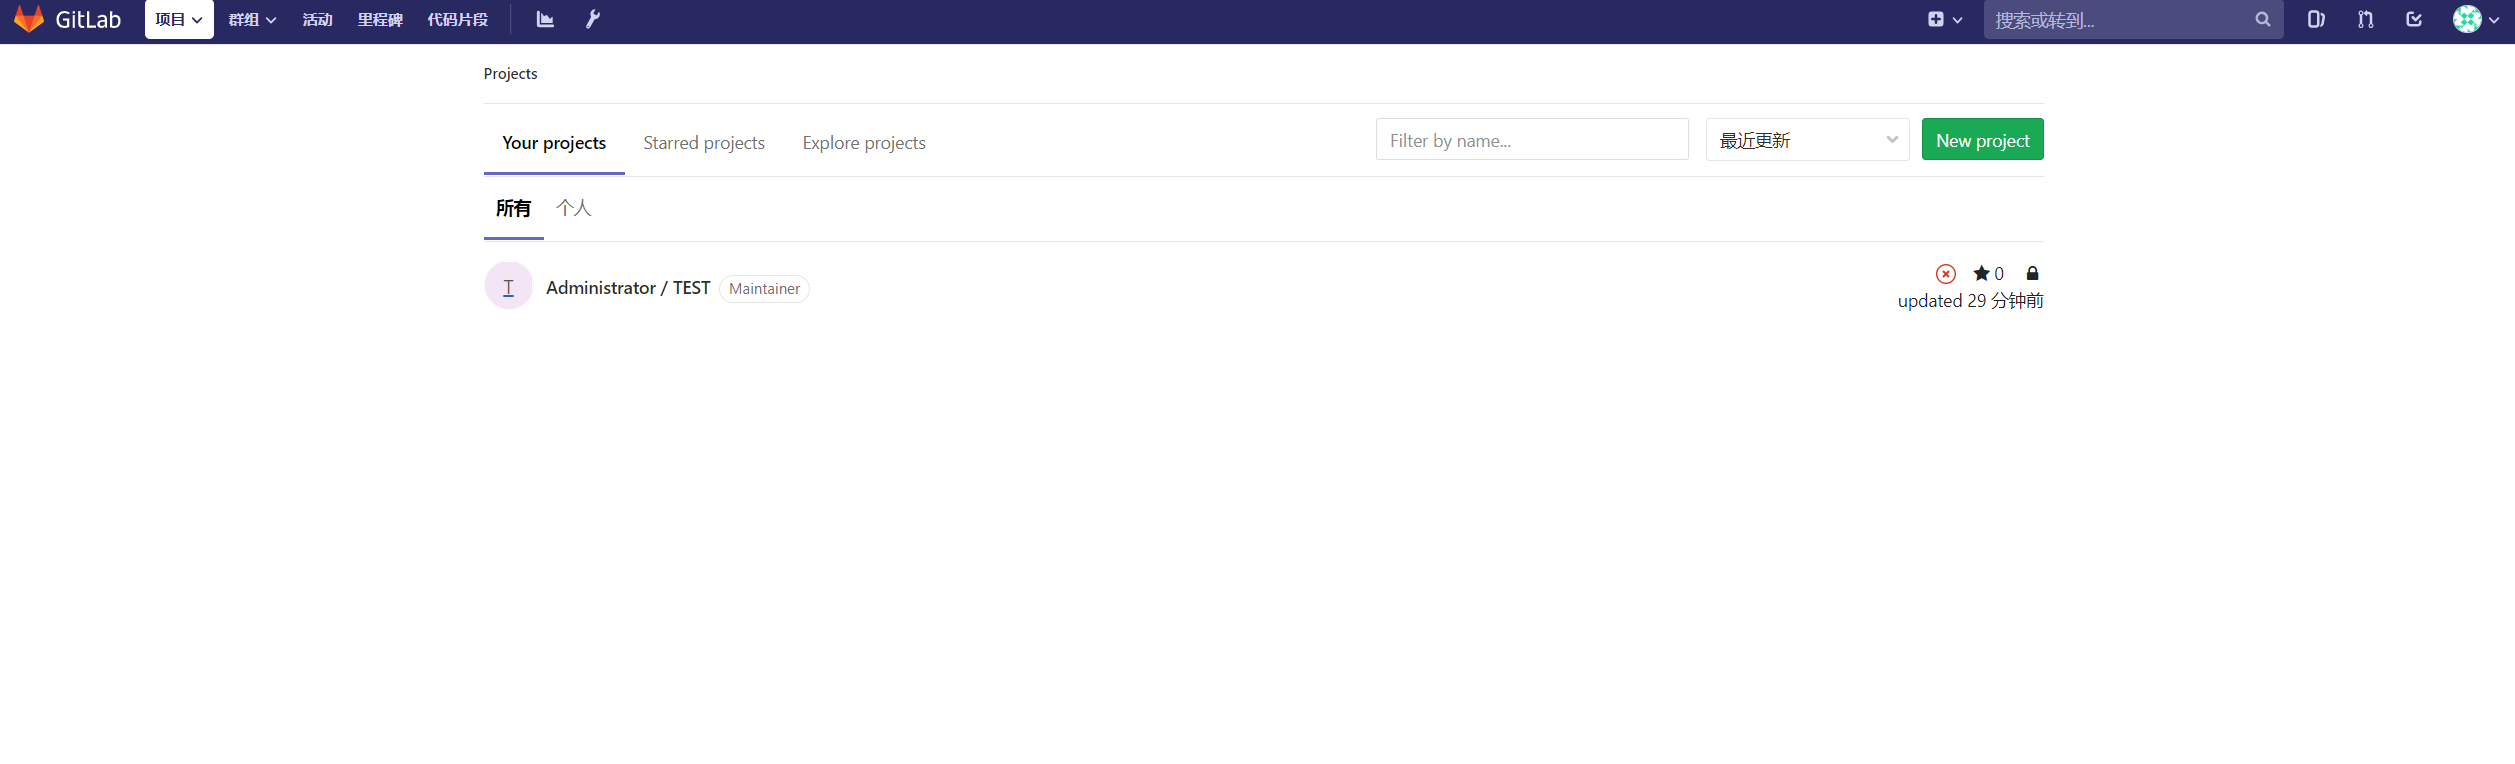 GitLab 项目 群组 活动 里程碑 代码片段 搜索或转到...
Projects
Your projects Starred projects Explore projects Filter by name... 最近更新 New project
所有 个人
T Administrator / TEST Maintainer 0
updated 29 分钟前